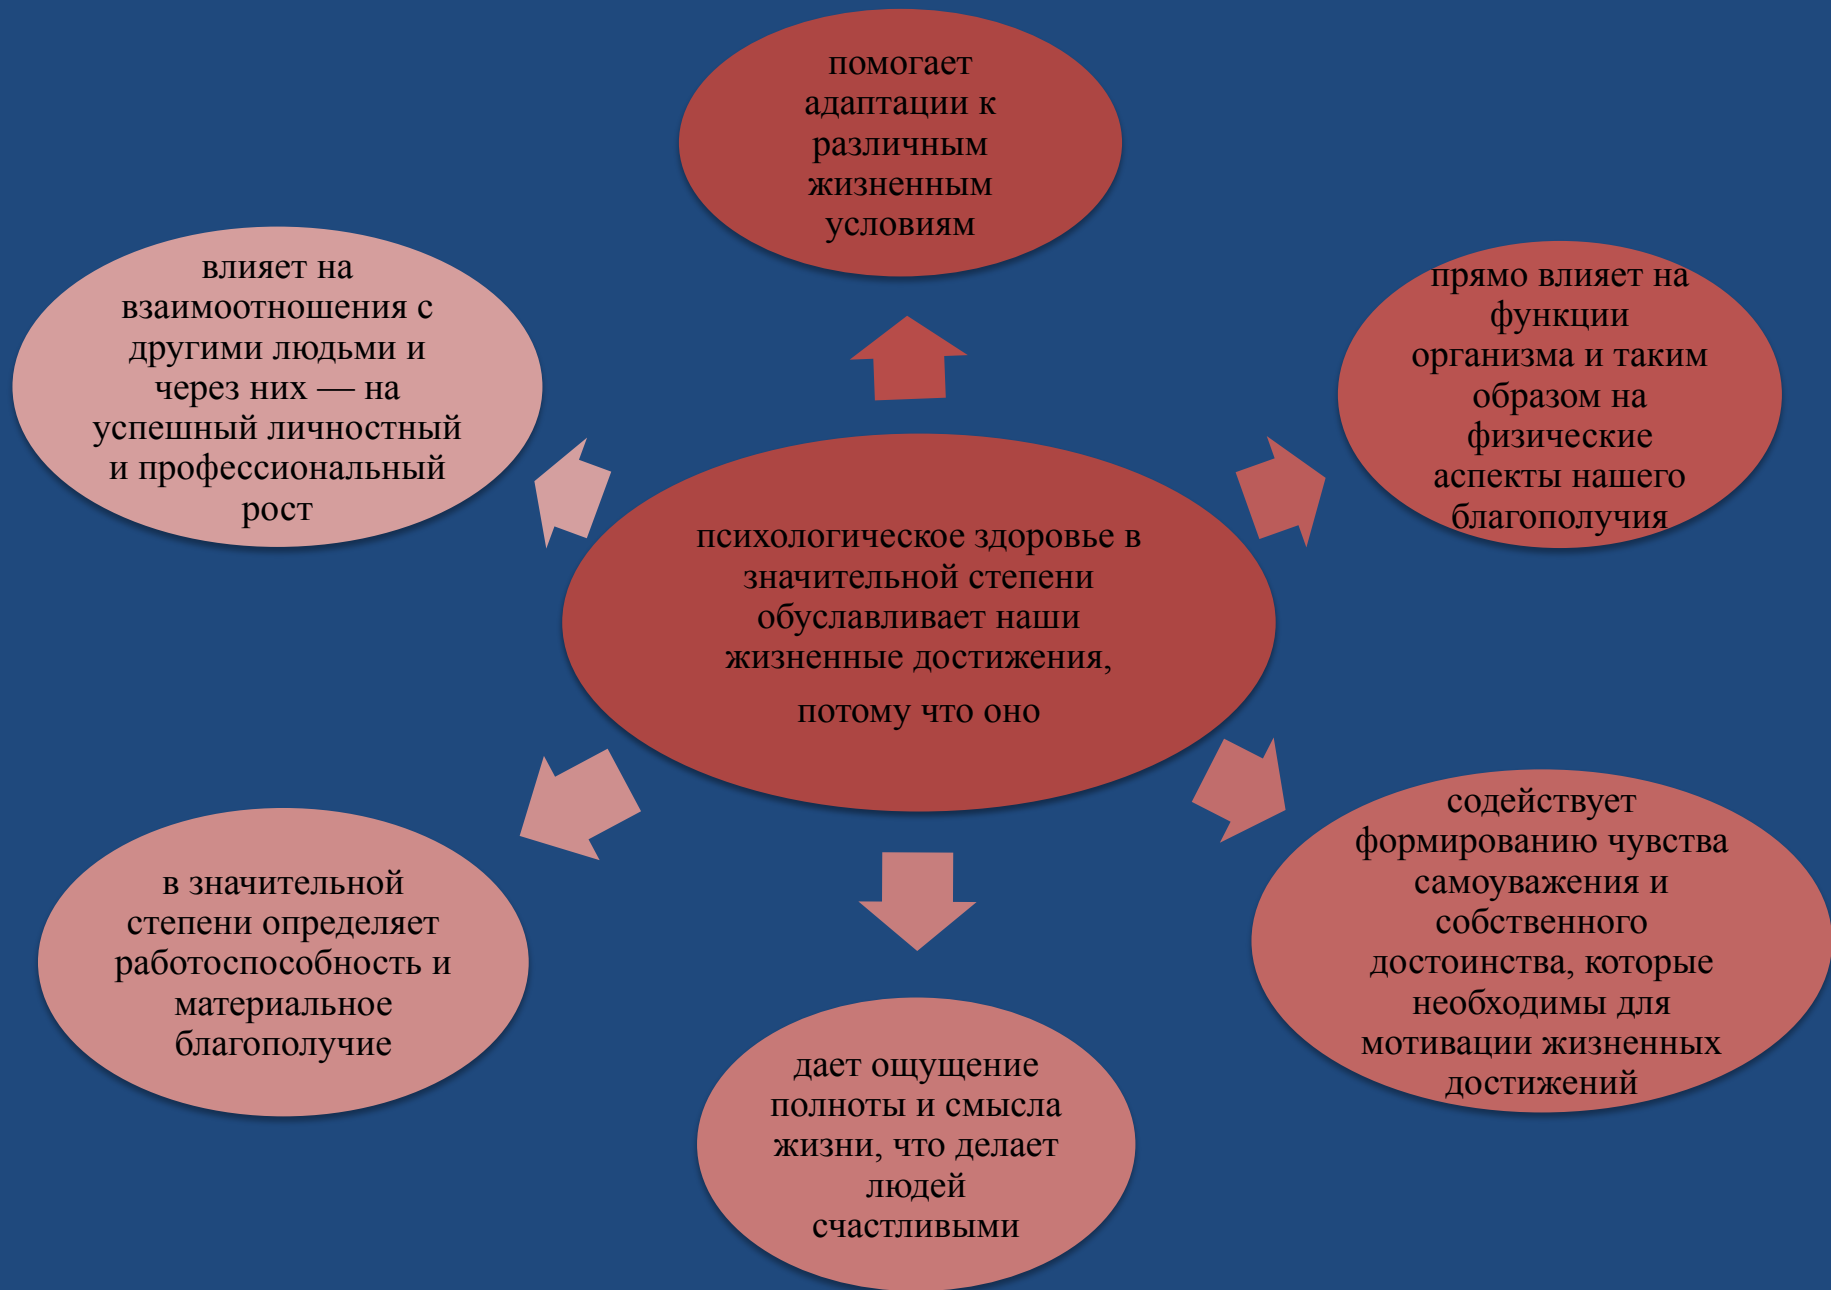 помогает
адаптации к
различным
жизненным
условиям
влияет на
взаимоотношения с
другими людьми и
через них — на
успешный личностный
и профессиональный
рост
прямо влияет на
функции
организма и таким
образом на
физические
аспекты нашего
благополучия
психологическое здоровье в
значительной степени
обуславливает наши
жизненные достижения,
потому что оно
в значительной
степени определяет
работоспособность и
материальное
благополучие
содействует
формированию чувства
самоуважения и
собственного
достоинства, которые
необходимы для
мотивации жизненных
достижений
дает ощущение
полноты и смысла
жизни, что делает
людей
счастливыми